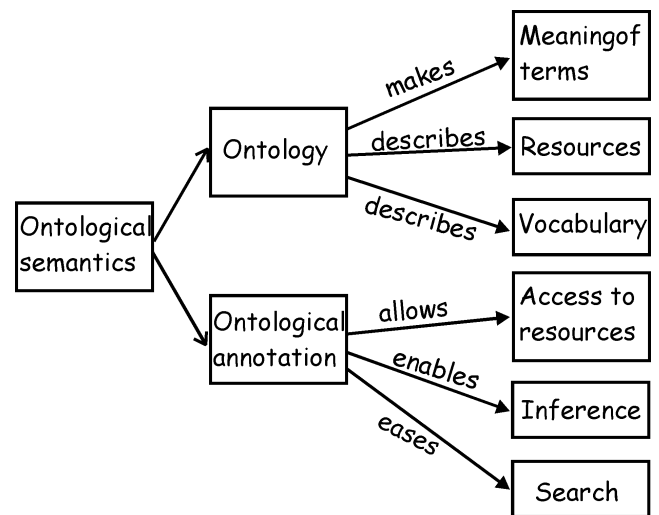 Meaningof
terms
makes
Ontology
describes
Resources
describes
Vocabulary
Ontological
semantics
Access to
resources
allows
Ontological
annotation
enables
Inference
eases
Search